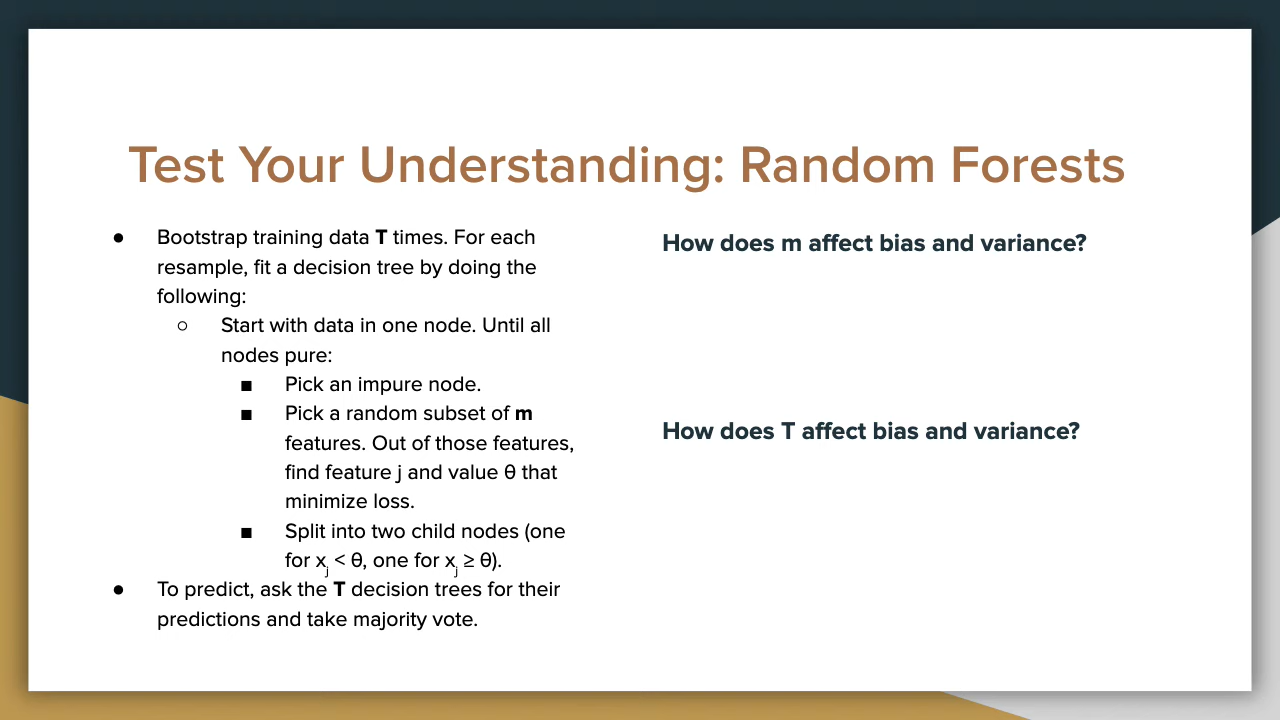 Test Your Understanding: Random Forests
● Bootstrap training data T times. For each
resample, fit a decision tree by doing the
following:
○ Start with data in one node. Until all
nodes pure:
■ Pick an impure node.
■ Pick a random subset of m
features. Out of those features,
find feature j and value θ that
minimize loss.
■ Split into two child nodes (one
for xj < θ, one for xj ≥ θ).
● To predict, ask the T decision trees for their
predictions and take majority vote.
How does m affect bias and variance?
How does T affect bias and variance?